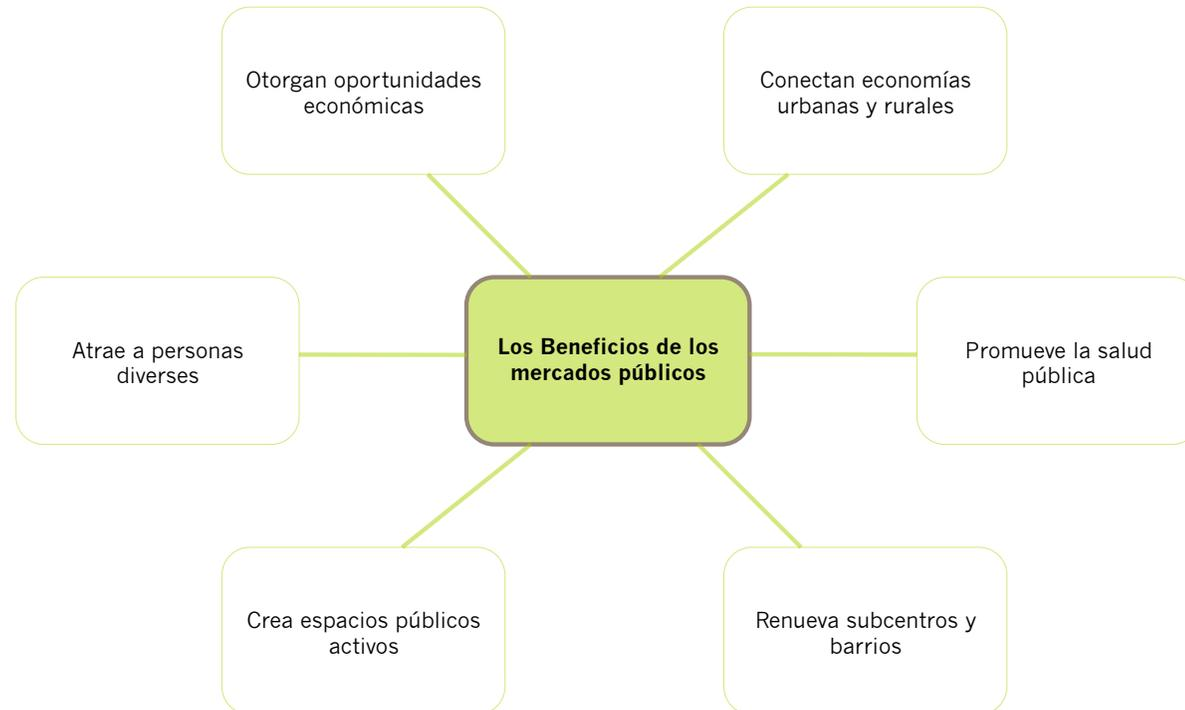 Otorgan oportunidades
económicas
Conectan economías
urbanas y rurales
Atrae a personas
diverses
Los Beneficios de los
mercados públicos
Promueve la salud
pública
Crea espacios públicos
activos
Renueva subcentros y
barrios